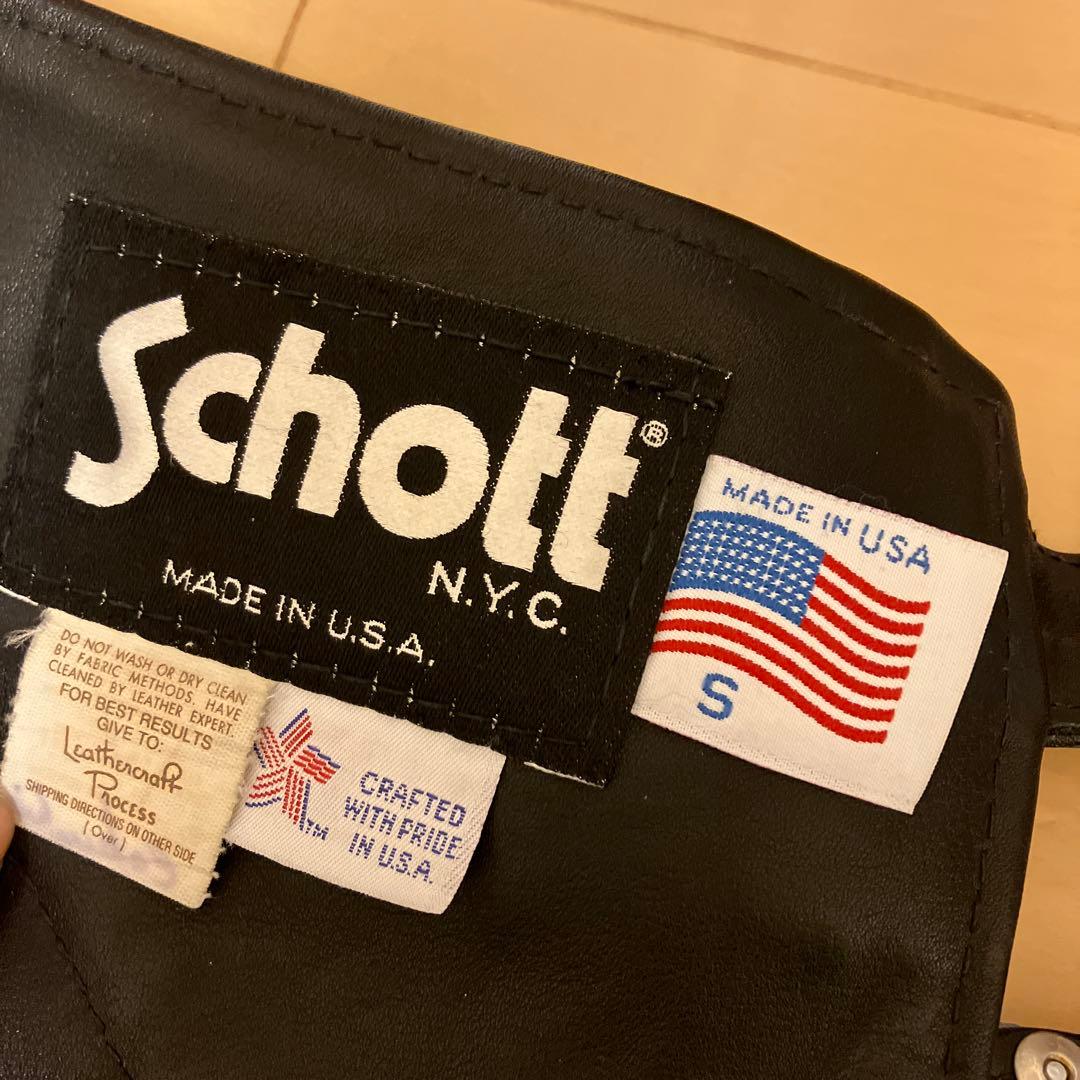 Schott®
N.Y.C.
MADE IN U.S.A.
MADE IN USA
S
DO NOT WASH OR DRY CLEAN
BY FABRIC METHODS. HAVE
CLEANED BY LEATHER EXPERT.
FOR BEST RESULTS
GIVE TO:
Leathercraft
Process
SHIPPING DIRECTIONS ON OTHER SIDE
(Over)
TM
CRAFTED
WITH PRIDE
IN U.S.A.